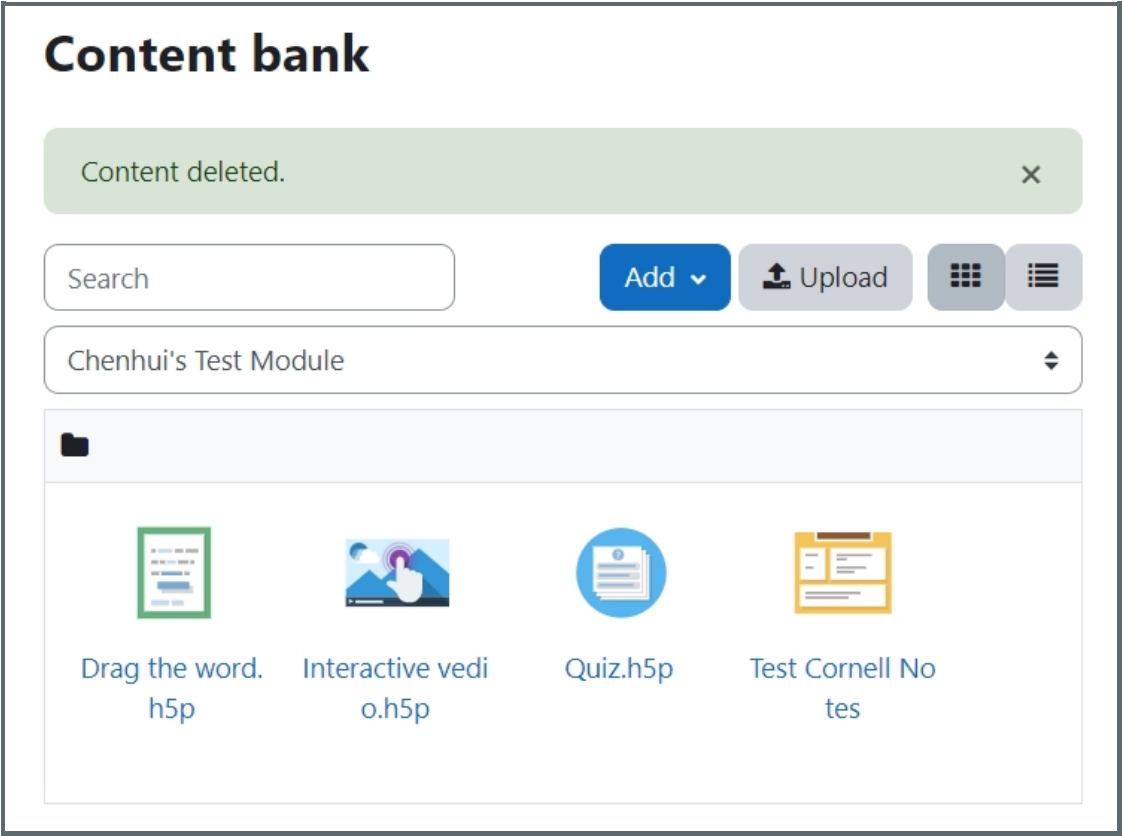 Content bank
Content deleted.
×
Search
Add
Upload
Chenhui's Test Module
Drag the word.
h5p
Interactive vedi
o.h5p
Quiz.h5p
Test Cornell No
tes